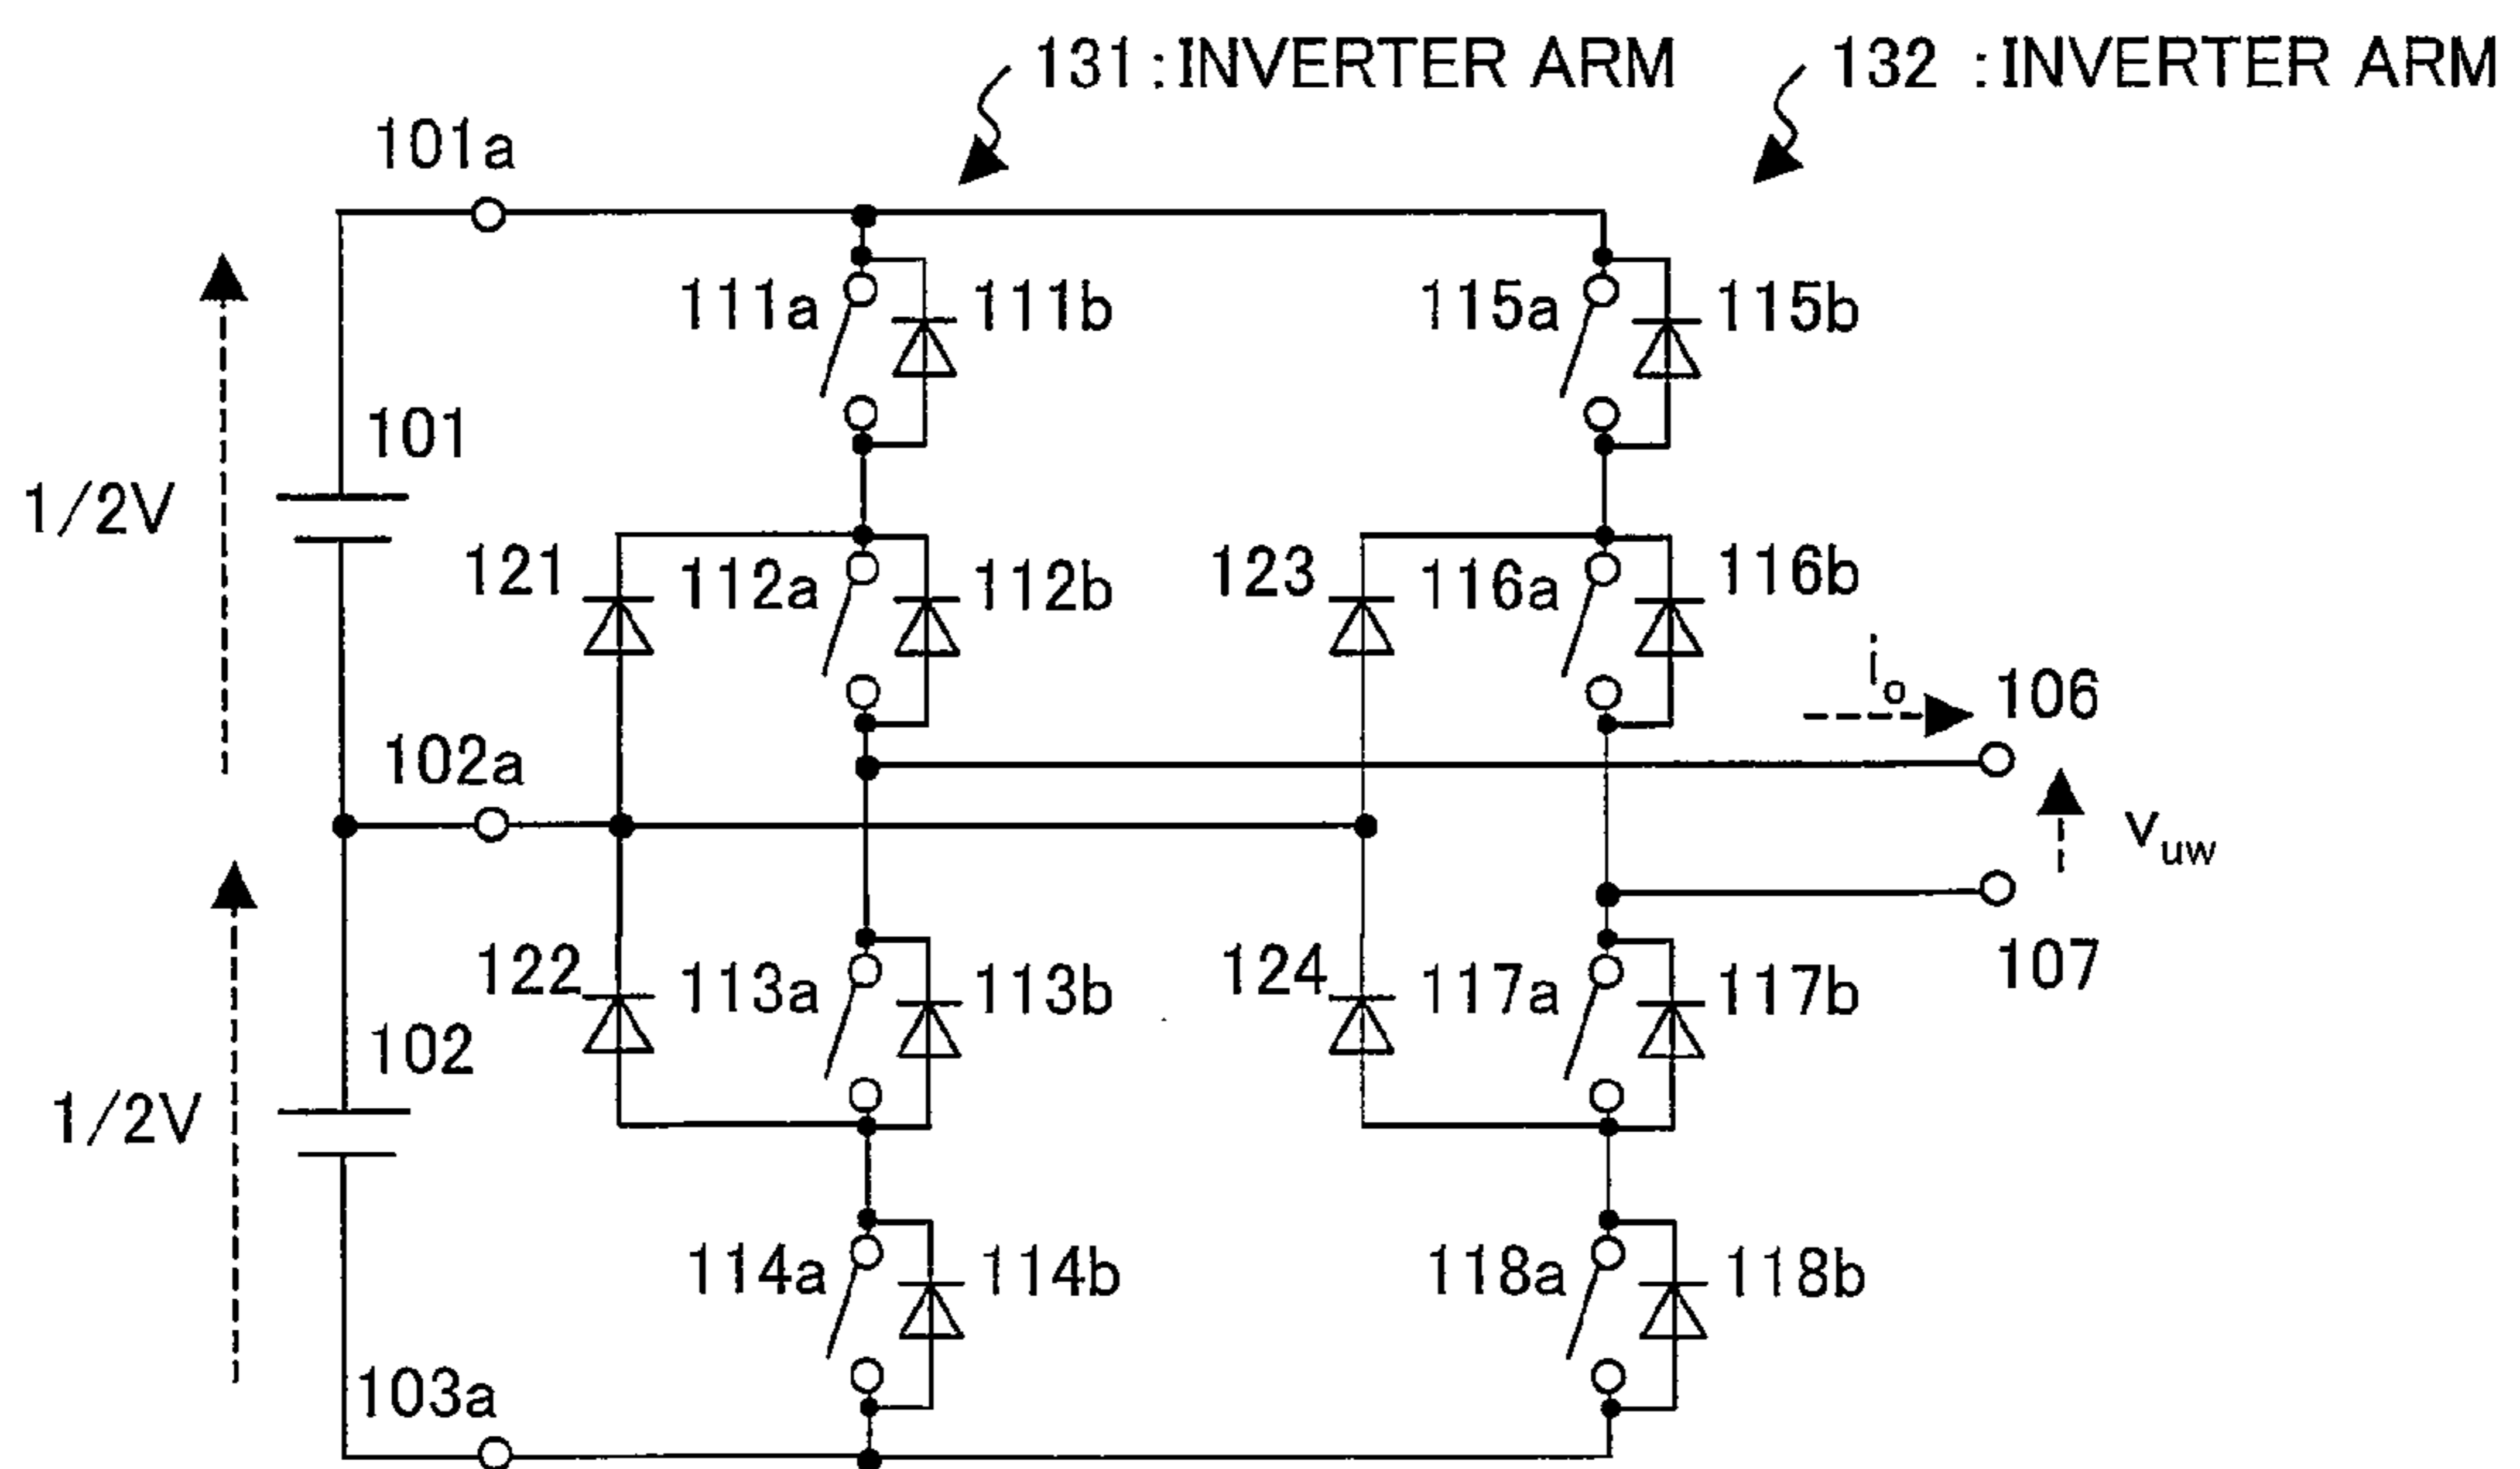 131:INVERTER ARM
132 :INVERTER ARM
101a
111a
111b
115a
115b
101
1/2V
121
112a
112b
123
116a
116b
io
106
102a
vuw
122
113a
113b
124
117a
117b
107
102
1/2V
114a
114b
118a
118b
103a